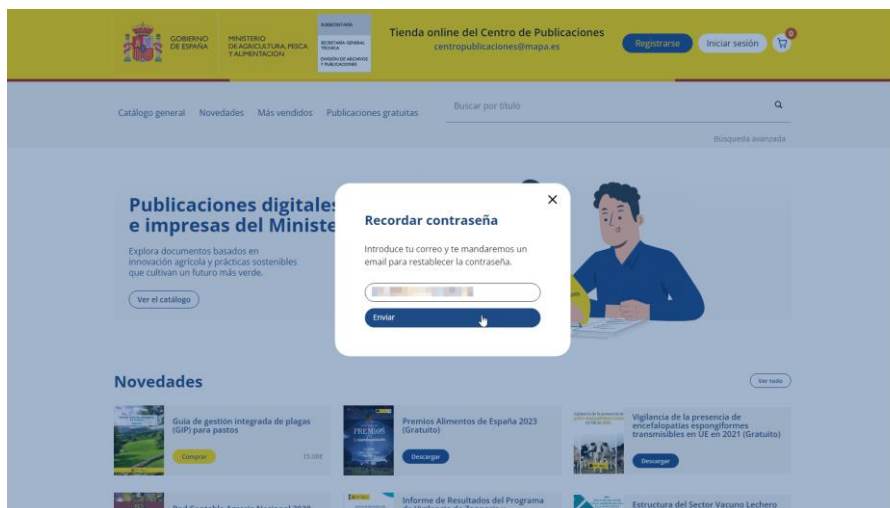 GOBIERNO
DE ESPAÑA
MINISTERIO
DE AGRICULTURA, PESCA
Y ALIMENTACIÓN
SUBSECRETARÍA
SECRETARÍA GENERAL
TÉCNICA
DIVISIÓN DE ARCHIVOS
Y PUBLICACIONES
Tienda online del Centro de Publicaciones
centropublicaciones@mapa.es
Registrarse
Iniciar sesión
0
Catálogo general
Novedades
Más vendidos
Publicaciones gratuitas
Buscar por título
Búsqueda avanzada
Publicaciones digitales
e impresas del Ministe
Explora documentos basados en
innovación agrícola y prácticas sostenibles
que cultivan un futuro más verde.
Ver el catálogo
Recordar contraseña
Introduce tu correo y te mandaremos un
email para restablecer la contraseña.
Enviar
Novedades
Ver todo
Guía de gestión integrada de plagas
(GIP) para pastos
Comprar
15.00€
PREMIOS
Premios Alimentos de España 2023
(Gratuito)
Descargar
Vigilancia de la presencia de
encefalopatías espongiformes
transmisibles en UE en 2021 (Gratuito)
Descargar
Informe de Resultados del Programa
Estructura del Sector Vacuno Lechero